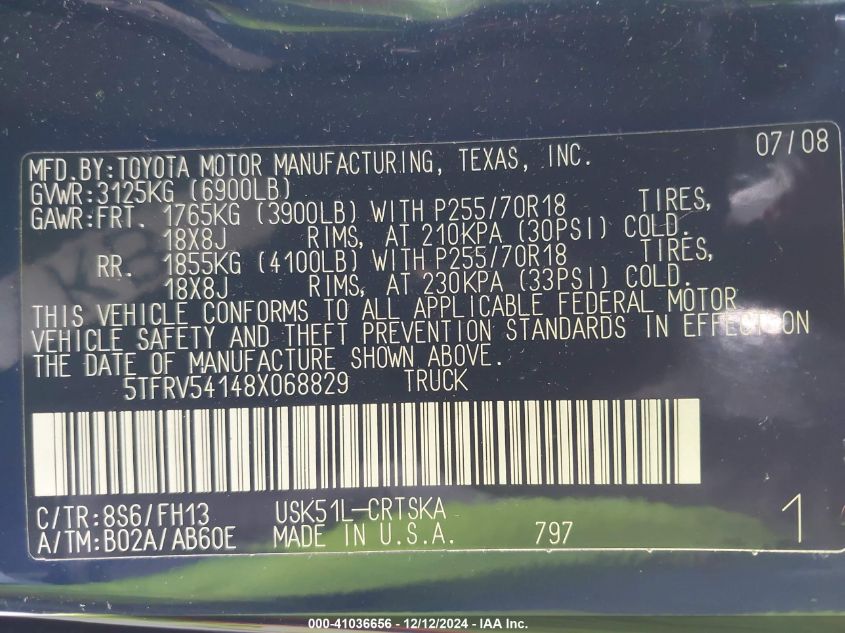 MFD.BY:TOYOTA MOTOR MANUFACTURING, TEXAS, INC. 07/08
GVWR:3125KG (6900LB)
GAWR:FRT. 1765KG (3900LB) WITH P255/70R18 TIRES,
18X8J RIMS, AT 210KPA (30PSI) COLD.
RR. 1855KG (4100LB) WITH P255/70R18 TIRES,
18X8J RIMS, AT 230KPA (33PSI) COLD.
THIS VEHICLE CONFORMS TO ALL APPLICABLE FEDERAL MOTOR
VEHICLE SAFETY AND THEFT PREVENTION STANDARDS IN EFFECT ON
THE DATE OF MANUFACTURE SHOWN ABOVE.
5TFRV54148X068829 TRUCK
C/TR:8S6/FH13 USK51L-CRTSKA
A/TM:B02A/AB60E MADE IN U.S.A. 797 1
000-41036656 - 12/12/2024 - IAA Inc.